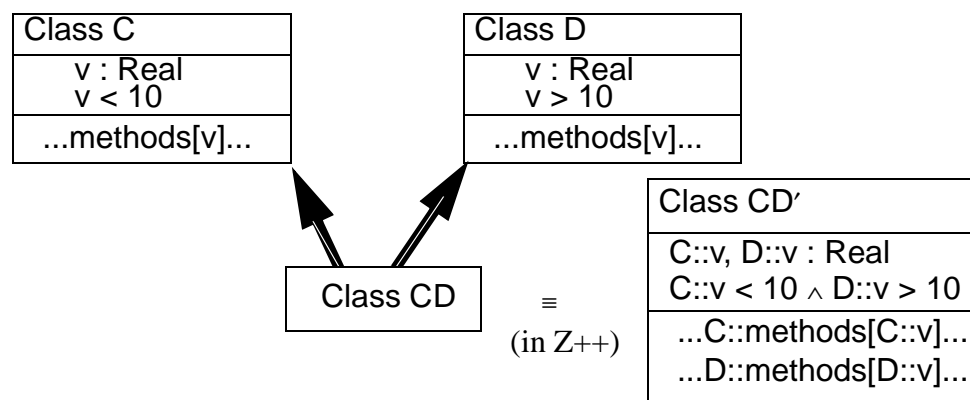 Class C
v : Real
v < 10
...methods[v]...
Class D
v : Real
v > 10
...methods[v]...
Class CD
≡
(in Z++)
Class CD′
C::v, D::v : Real
C::v < 10 ∧ D::v > 10
...C::methods[C::v]...
...D::methods[D::v]...